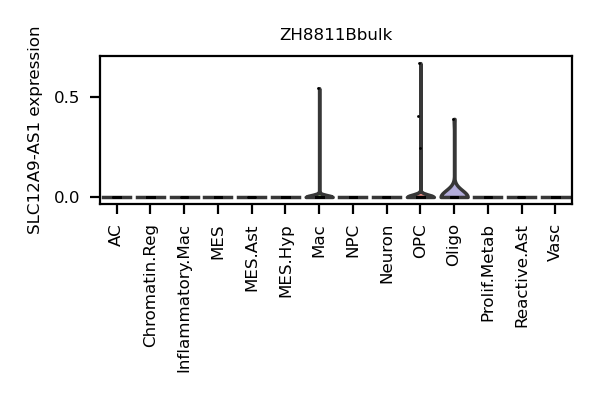 ZH8811Bbulk
SLC12A9-AS1 expression
0.5
0.0
AC
Chromatin.Reg
Inflammatory.Mac
MES
MES.Ast
MES.Hyp
Mac
NPC
Neuron
OPC
Oligo
Prolif.Metab
Reactive.Ast
Vasc